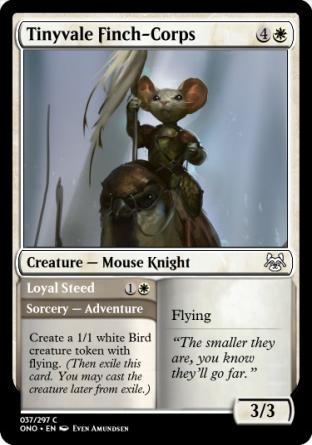 Tinyvale Finch-Corps 4
Creature — Mouse Knight
Loyal Steed 1
Sorcery — Adventure
Create a 1/1 white Bird
creature token with
flying. (Then exile this
card. You may cast the
creature later from exile.)
Flying
“The smaller they
are, you know
they’ll go far.”
3/3
037/297 C
ONO • EN Even Amundsen